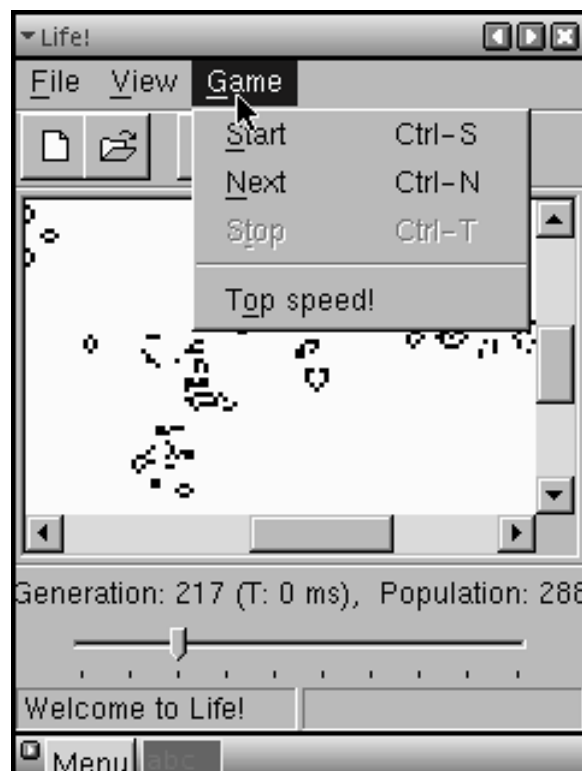 Life!
File View Game
Start Ctrl-S
Next Ctrl-N
Stop Ctrl-T
Top speed!
Generation: 217 (T: 0 ms), Population: 288
Welcome to Life!
Menu abc